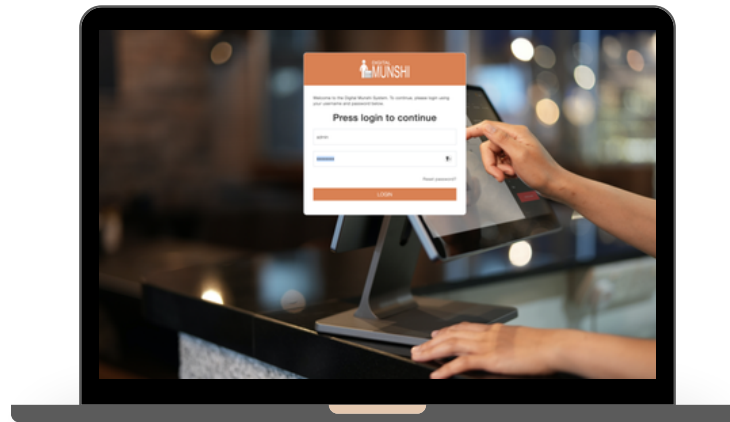 DIGITAL
MUNSHI
Welcome to the Digital Munshi System. To continue, please login using
your username and password below.
Press login to continue
admin
Reset password?
LOGIN